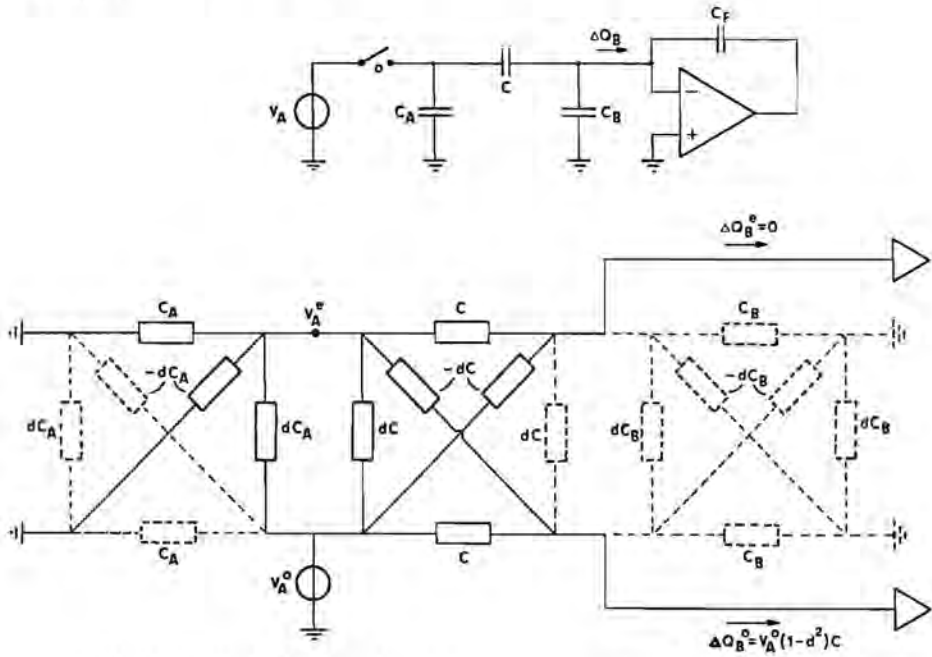 ΔQ_B
C_F
o
C
V_A
C_A
C_B
−
+
ΔQ_B^e=0
C_A
V_A^e
C
C_B
−dC_A
−dC
−dC_B
dC_A
dC_A
dC
dC
dC_B
dC_B
C_A
C
C_B
V_A^o
ΔQ_B^o=V_A^o(1-d^2)C